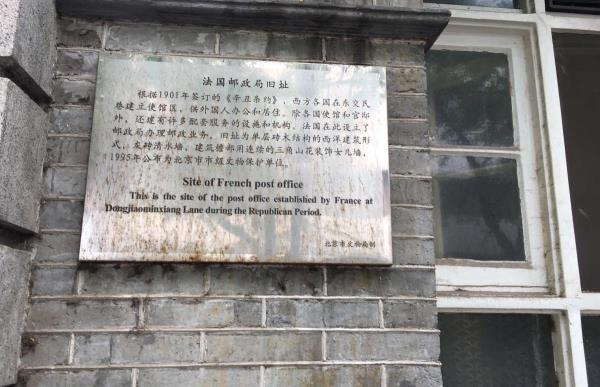 法国邮政局旧址
根据1901年签订的《辛丑条约》，西方各国在东交民
巷建立使馆区，供外国人办公和居住。除各国使馆和官邸
外，还建有许多配套服务的设施和机构，法国在此设立了
邮政局办理邮政业务。旧址为单层砖木结构的西洋建筑形
式，灰砖清水墙，建筑檐部用连续的三角山花装饰女儿墙。
1995年公布为北京市市级文物保护单位。
Site of French post office
This is the site of the post office established by France at
Dongjiaominxiang Lane during the Republican Period.
北京市文物局制